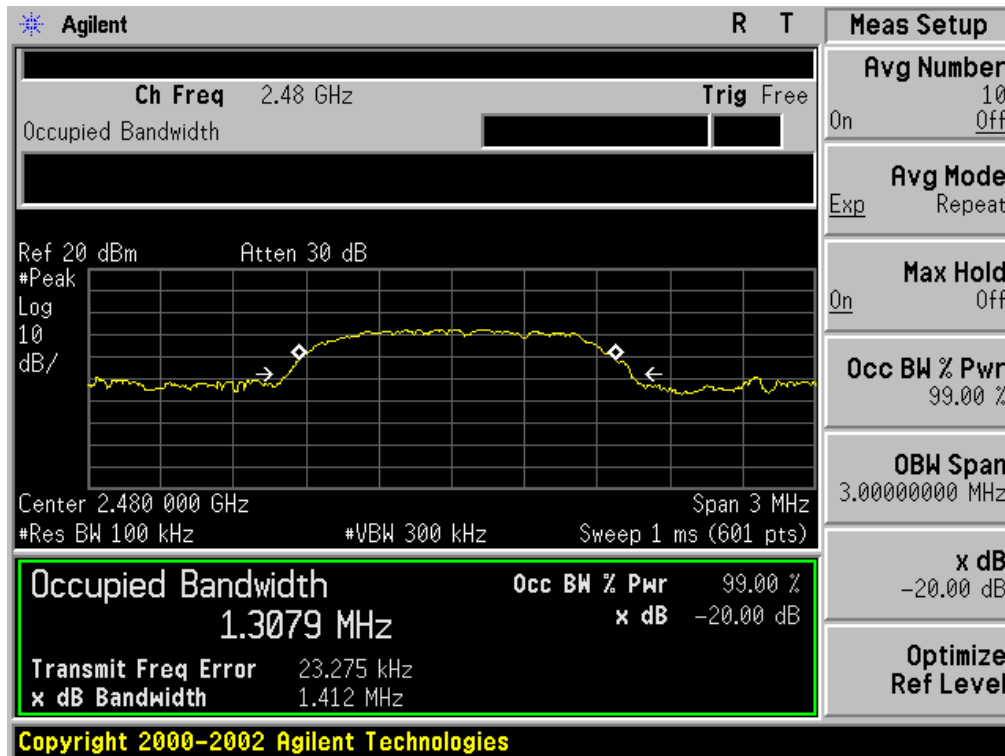 Agilent R T
Ch Freq 2.48 GHz Trig Free
Occupied Bandwidth
Ref 20 dBm Atten 30 dB
#Peak
Log
10
dB/
Center 2.480 000 GHz Span 3 MHz
#Res BW 100 kHz #VBW 300 kHz Sweep 1 ms (601 pts)
Occupied Bandwidth Occ BW % Pwr 99.00 %
1.3079 MHz x dB -20.00 dB
Transmit Freq Error 23.275 kHz
x dB Bandwidth 1.412 MHz
Copyright 2000-2002 Agilent Technologies
Meas Setup
Avg Number
10
On Off
Avg Mode
Exp Repeat
Max Hold
On Off
Occ BW % Pwr
99.00 %
OBW Span
3.00000000 MHz
x dB
-20.00 dB
Optimize
Ref Level